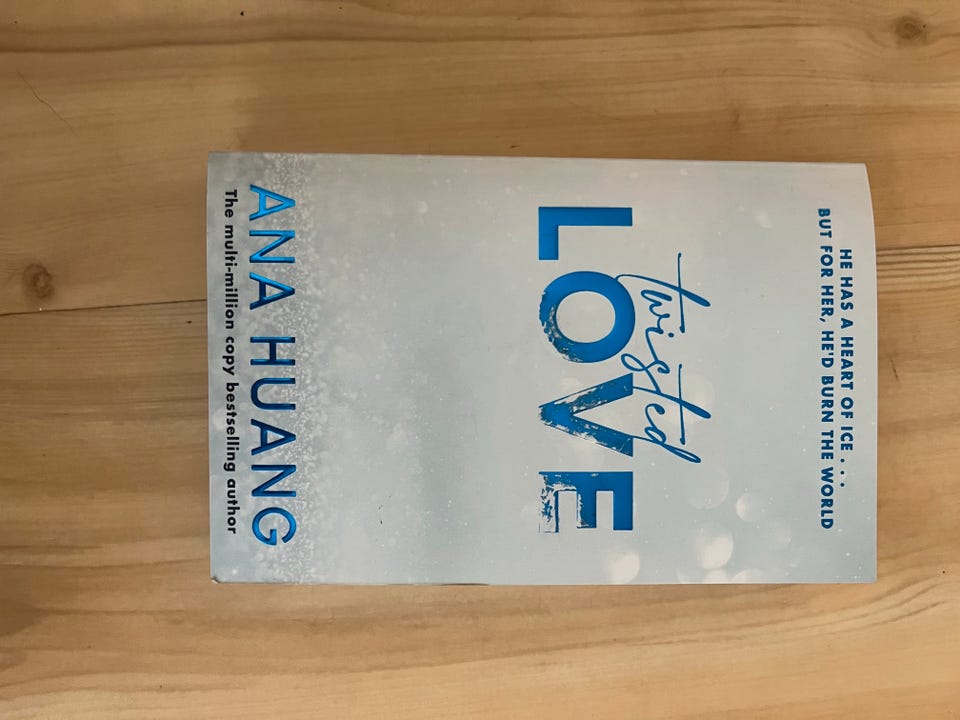 HE HAS A HEART OF ICE . . .
BUT FOR HER, HE'D BURN THE WORLD
twisted
LOVE
ANA HUANG
The multi-million copy bestselling author